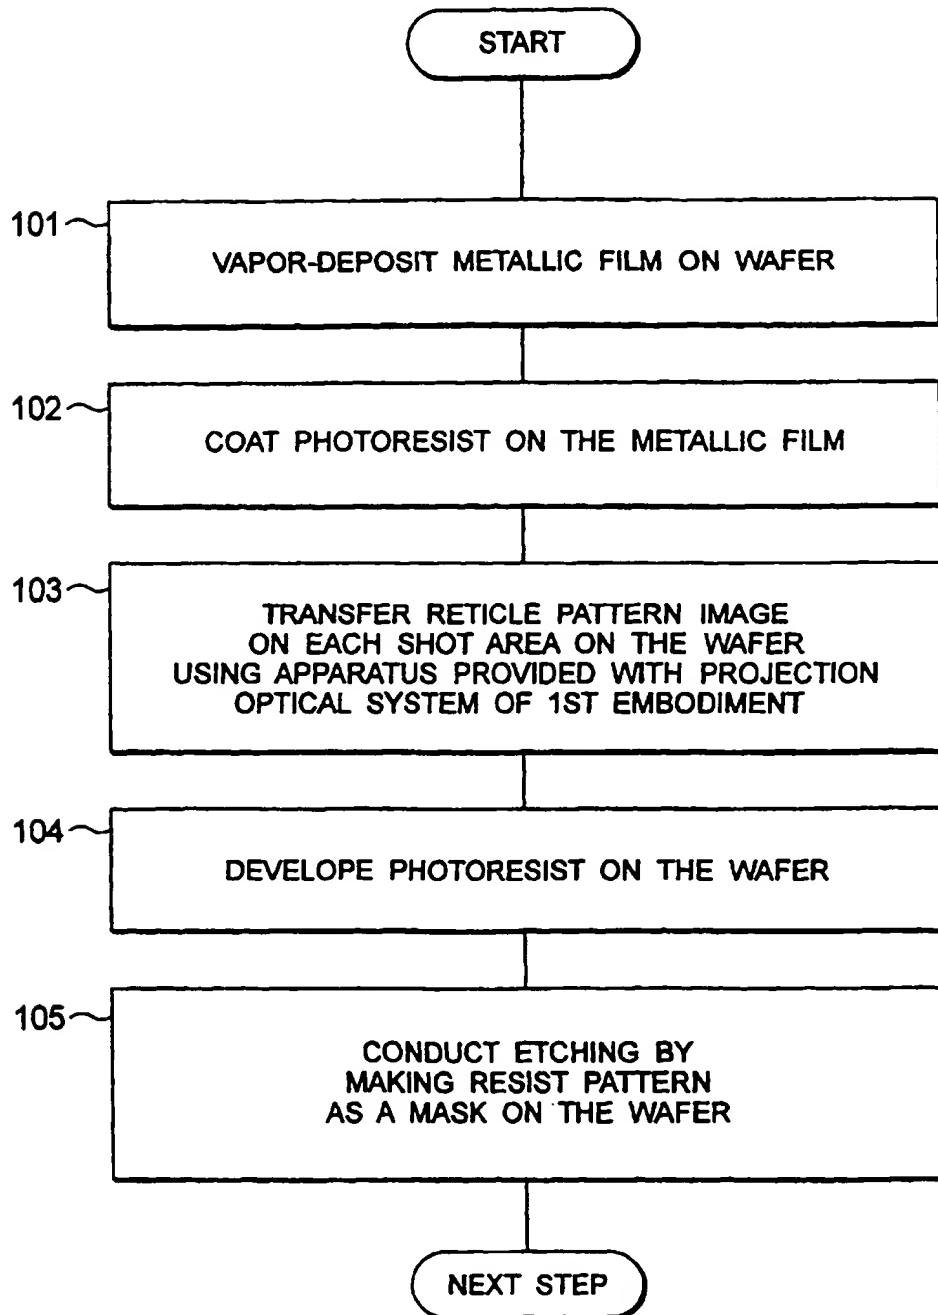 START
101
VAPOR-DEPOSIT METALLIC FILM ON WAFER
102
COAT PHOTORESIST ON THE METALLIC FILM
103
TRANSFER RETICLE PATTERN IMAGE
ON EACH SHOT AREA ON THE WAFER
USING APPARATUS PROVIDED WITH PROJECTION
OPTICAL SYSTEM OF 1ST EMBODIMENT
104
DEVELOPE PHOTORESIST ON THE WAFER
105
CONDUCT ETCHING BY
MAKING RESIST PATTERN
AS A MASK ON THE WAFER
NEXT STEP